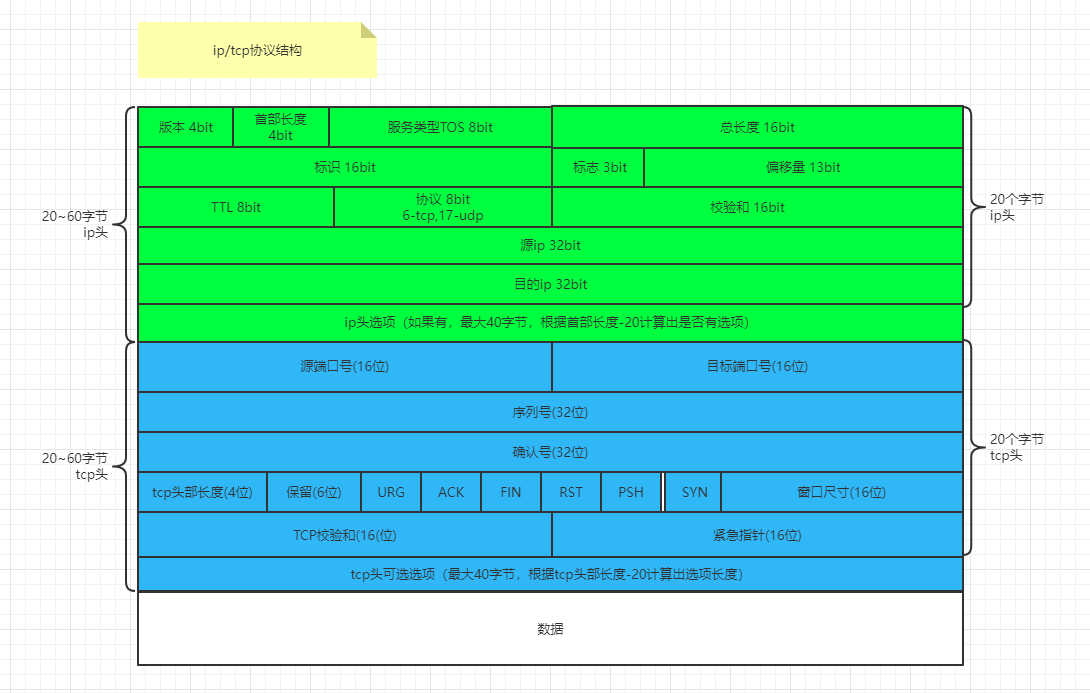 ip/tcp协议结构
版本 4bit
首部长度
4bit
服务类型TOS 8bit
总长度 16bit
标识 16bit
标志 3bit
偏移量 13bit
TTL 8bit
协议 8bit
6-tcp,17-udp
校验和 16bit
20~60字节
ip头
20个字节
ip头
源ip 32bit
目的ip 32bit
ip头选项（如果有，最大40字节，根据首部长度-20计算出是否有选项）
源端口号(16位)
目标端口号(16位)
序列号(32位)
确认号(32位)
20~60字节
tcp头
20个字节
tcp头
tcp头部长度(4位)
保留(6位)
URG
ACK
FIN
RST
PSH
SYN
窗口尺寸(16位)
TCP校验和(16(位)
紧急指针(16位)
tcp头可选选项（最大40字节，根据tcp头部长度-20计算出选项长度）
数据